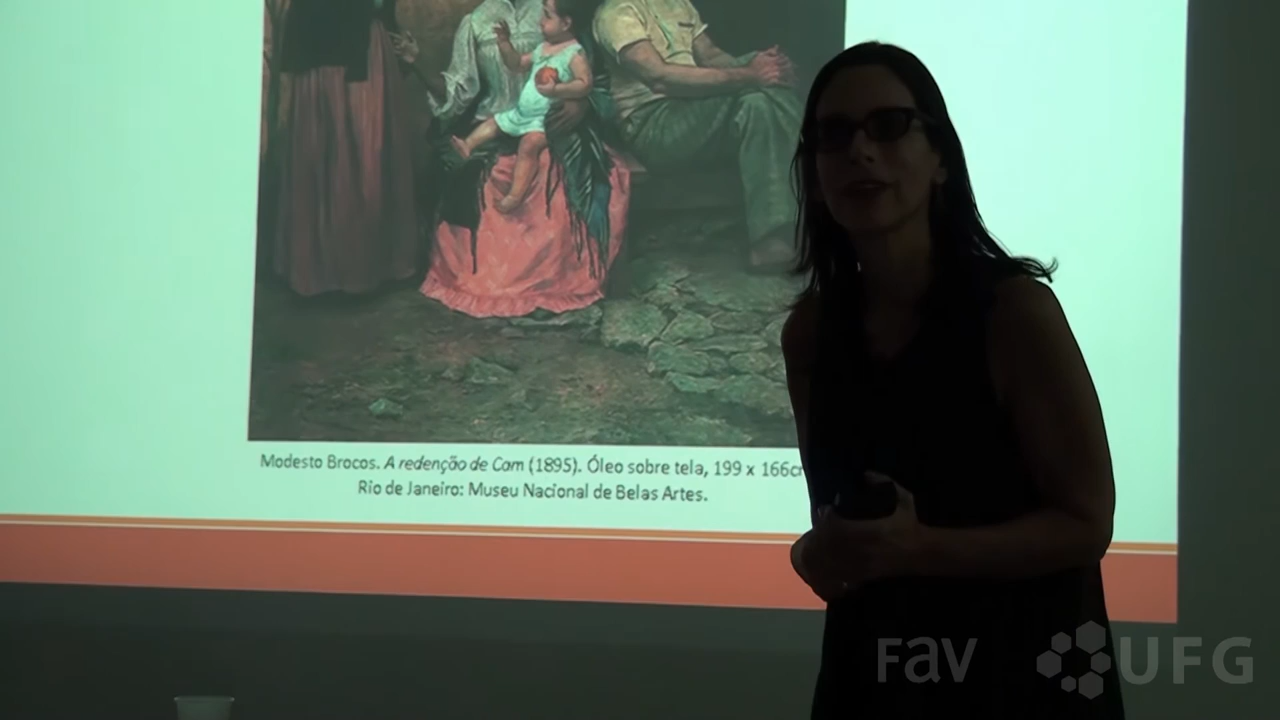 Modesto Brocos. A redenção de Cam (1895). Óleo sobre tela, 199 x 166c
Rio de Janeiro: Museu Nacional de Belas Artes.
FaV UFG